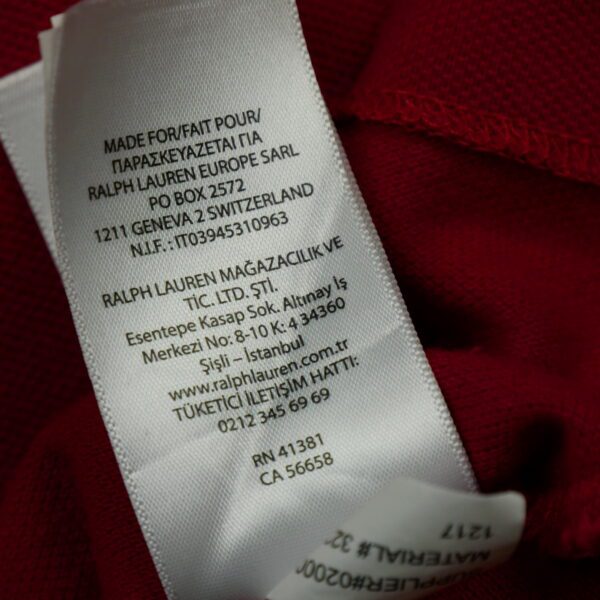 MADE FOR/FAIT POUR/
ΠΑΡΑΣΚΕΥΑΖΕΤΑΙ ΓΙΑ
RALPH LAUREN EUROPE SARL
PO BOX 2572
1211 GENEVA 2 SWITZERLAND
N.I.F. : IT03945310963
RALPH LAUREN MAĞAZACILIK VE
TİC. LTD. ŞTİ.
Esentepe Kasap Sok. Altınay İş
Merkezi No: 8-10 K: 4 34360
Şişli – İstanbul
www.ralphlauren.com.tr
TÜKETİCİ İLETİŞİM HATTI:
0212 345 69 69
RN 41381
CA 56658
1217
MATERIAL#